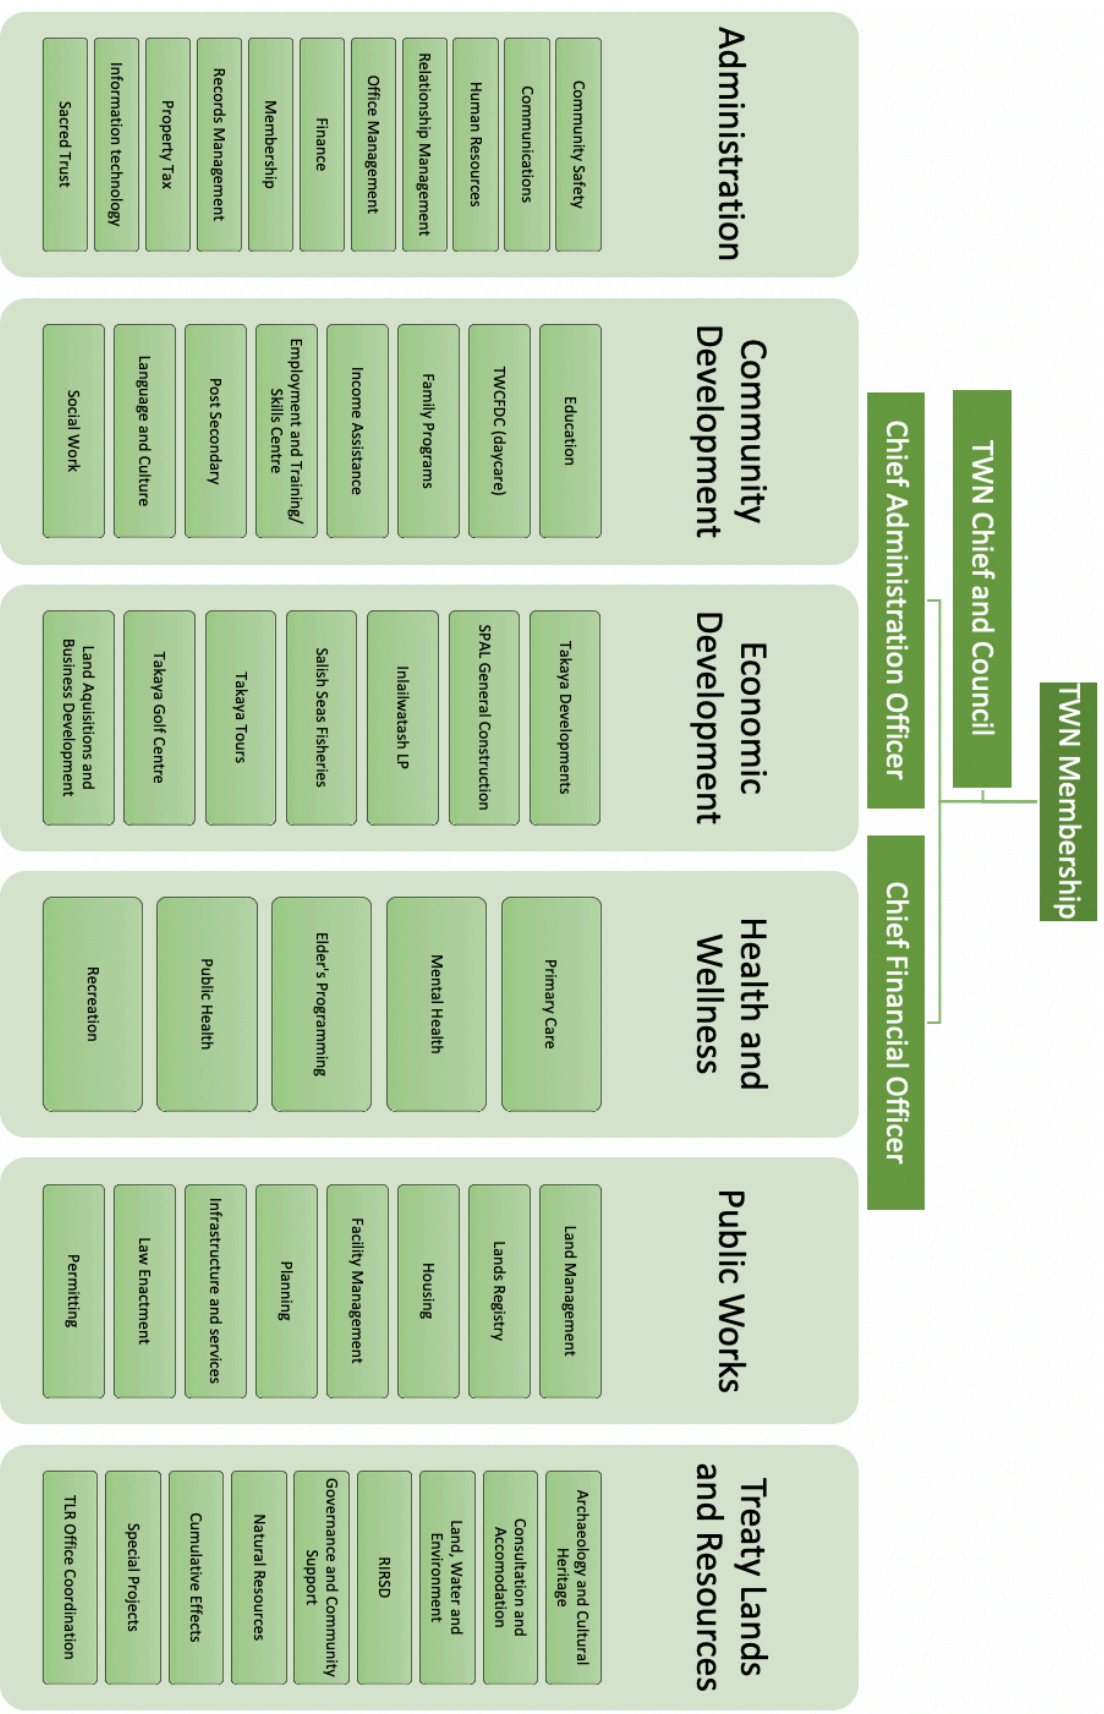 TWN Membership
TWN Chief and Council
Chief Administration Officer
Chief Financial Officer
Administration
Community Safety
Communications
Human Resources
Relationship Management
Office Management
Finance
Membership
Records Management
Property Tax
Information technology
Sacred Trust
Community
Development
Education
TWCFDC (daycare)
Family Programs
Income Assistance
Employment and Training/
Skills Centre
Post Secondary
Language and Culture
Social Work
Economic
Development
Takaya Developments
SPAL General Construction
Inlailwatash LP
Salish Seas Fisheries
Takaya Tours
Takaya Golf Centre
Land Aquisitions and
Business Development
Health and
Wellness
Primary Care
Mental Health
Elder's Programming
Public Health
Recreation
Public Works
Land Management
Lands Registry
Housing
Facility Management
Planning
Infrastructure and services
Law Enactment
Permitting
Treaty Lands
and Resources
Archaeology and Cultural
Heritage
Consultation and
Accomodation
Land, Water and
Environment
RIRSD
Governance and Community
Support
Natural Resources
Cumulative Effects
Special Projects
TLR Office Coordination